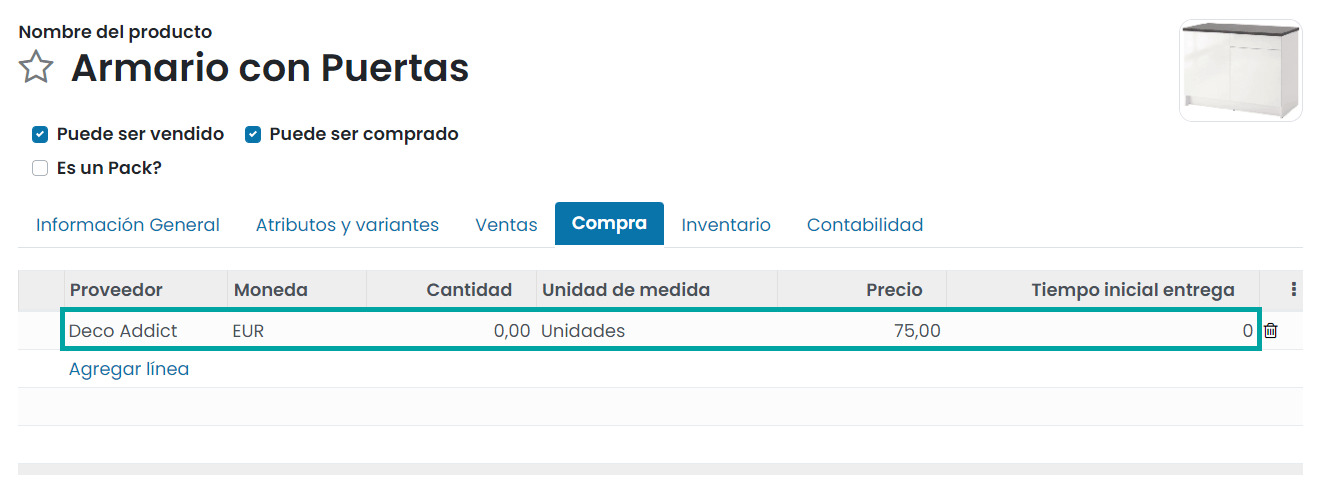 Nombre del producto
Armario con Puertas
Puede ser vendido Puede ser comprado
Es un Pack?
Información General Atributos y variantes Ventas Compra Inventario Contabilidad
Proveedor Moneda Cantidad Unidad de medida Precio Tiempo inicial entrega
Deco Addict EUR 0,00 Unidades 75,00 0
Agregar línea